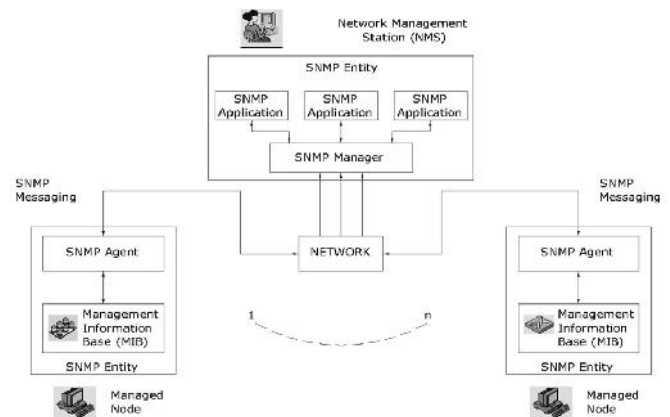 Network Management
Station (NMS)
SNMP Entity
SNMP
Application
SNMP
Application
SNMP
Application
SNMP Manager
SNMP
Messaging
SNMP
Messaging
SNMP Agent
NETWORK
SNMP Agent
1
n
Management
Information
Base (MIB)
Management
Information
Base (MIB)
SNMP Entity
SNMP Entity
Managed
Node
Managed
Node